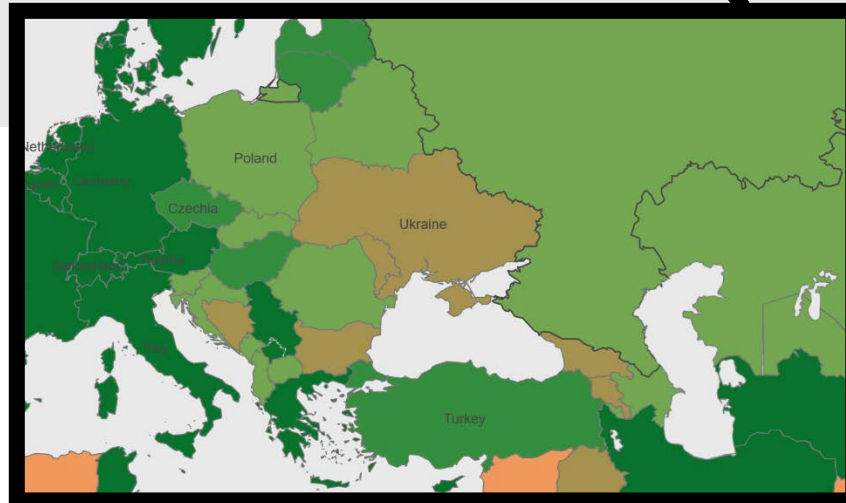 Netherlands
Poland
Germany
Czechia
Ukraine
Austria
Switzerland
Italy
Turkey